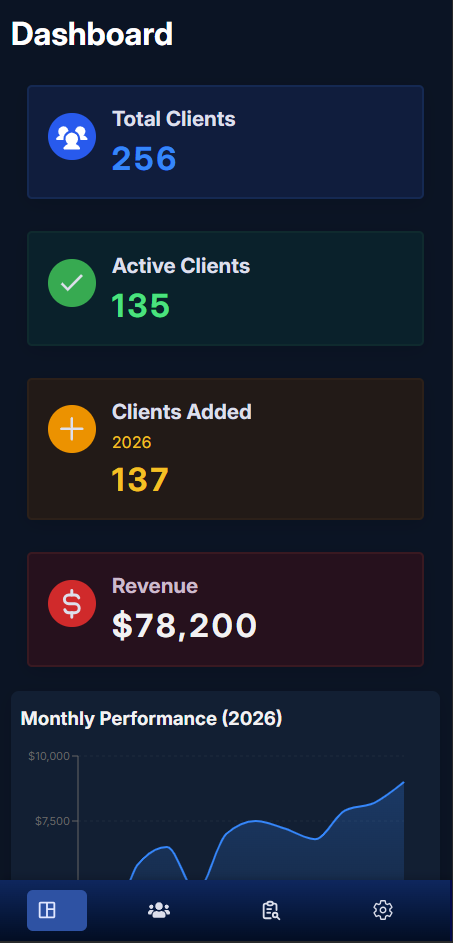 Dashboard
Total Clients
256
Active Clients
135
Clients Added
2026
137
Revenue
$78,200
Monthly Performance (2026)
$10,000
$7,500